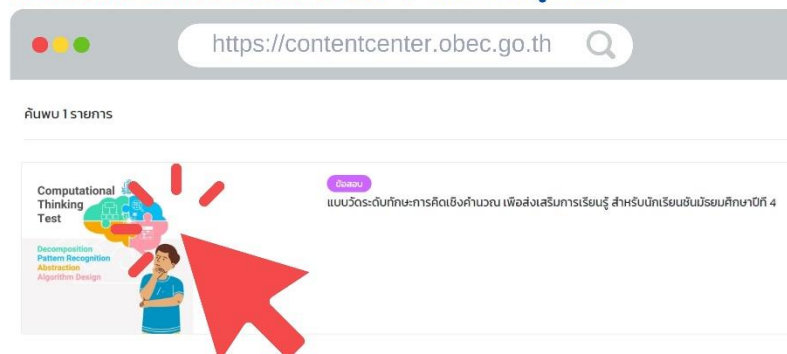 https://contentcenter.obec.go.th
ค้นพบ 1 รายการ
ข้อสอบ
แบบวัดระดับทักษะการคิดเชิงคำนวณ เพื่อส่งเสริมการเรียนรู้ สำหรับนักเรียนชั้นมัธยมศึกษาปีที่ 4
Computational
Thinking
Test
Decomposition
Pattern Recognition
Abstraction
Algorithm Design